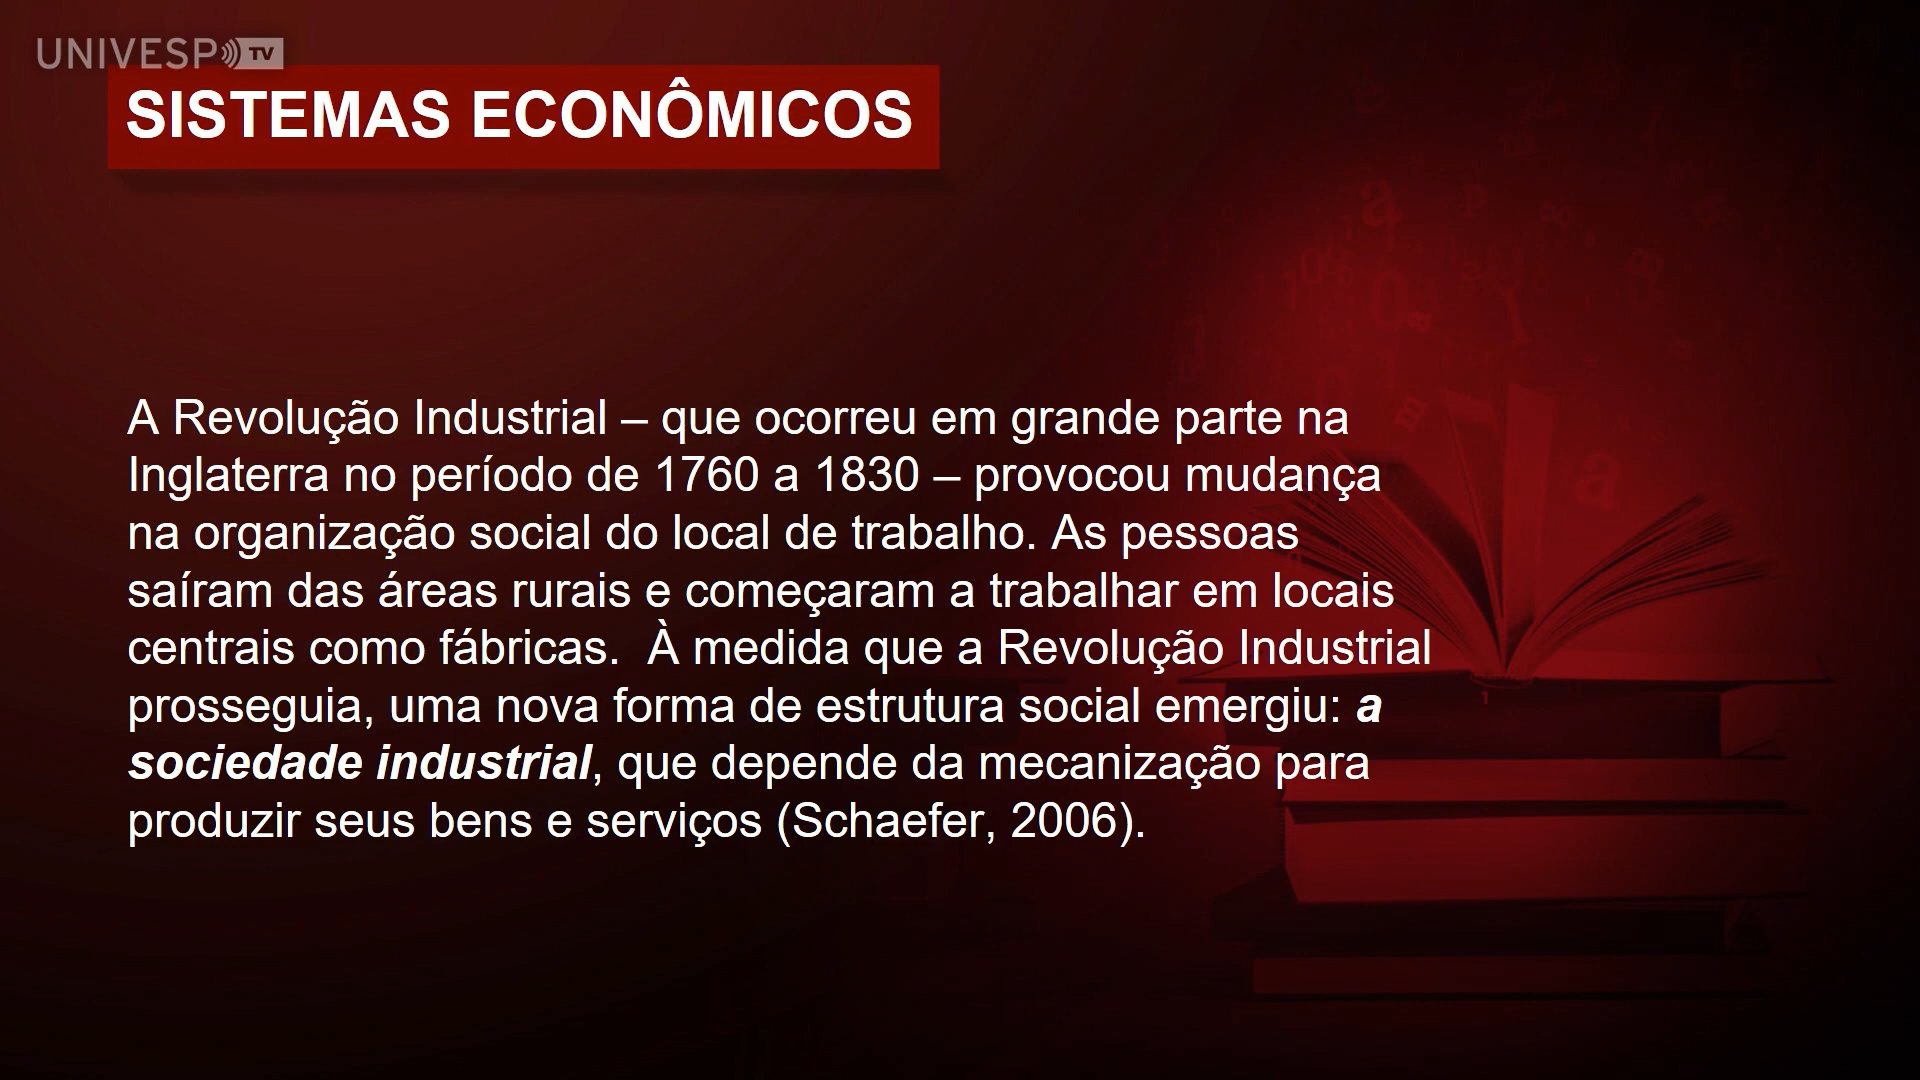 UNIVESP TV
SISTEMAS ECONÔMICOS
A Revolução Industrial – que ocorreu em grande parte na
Inglaterra no período de 1760 a 1830 – provocou mudança
na organização social do local de trabalho. As pessoas
saíram das áreas rurais e começaram a trabalhar em locais
centrais como fábricas.  À medida que a Revolução Industrial
prosseguia, uma nova forma de estrutura social emergiu: a
sociedade industrial, que depende da mecanização para
produzir seus bens e serviços (Schaefer, 2006).